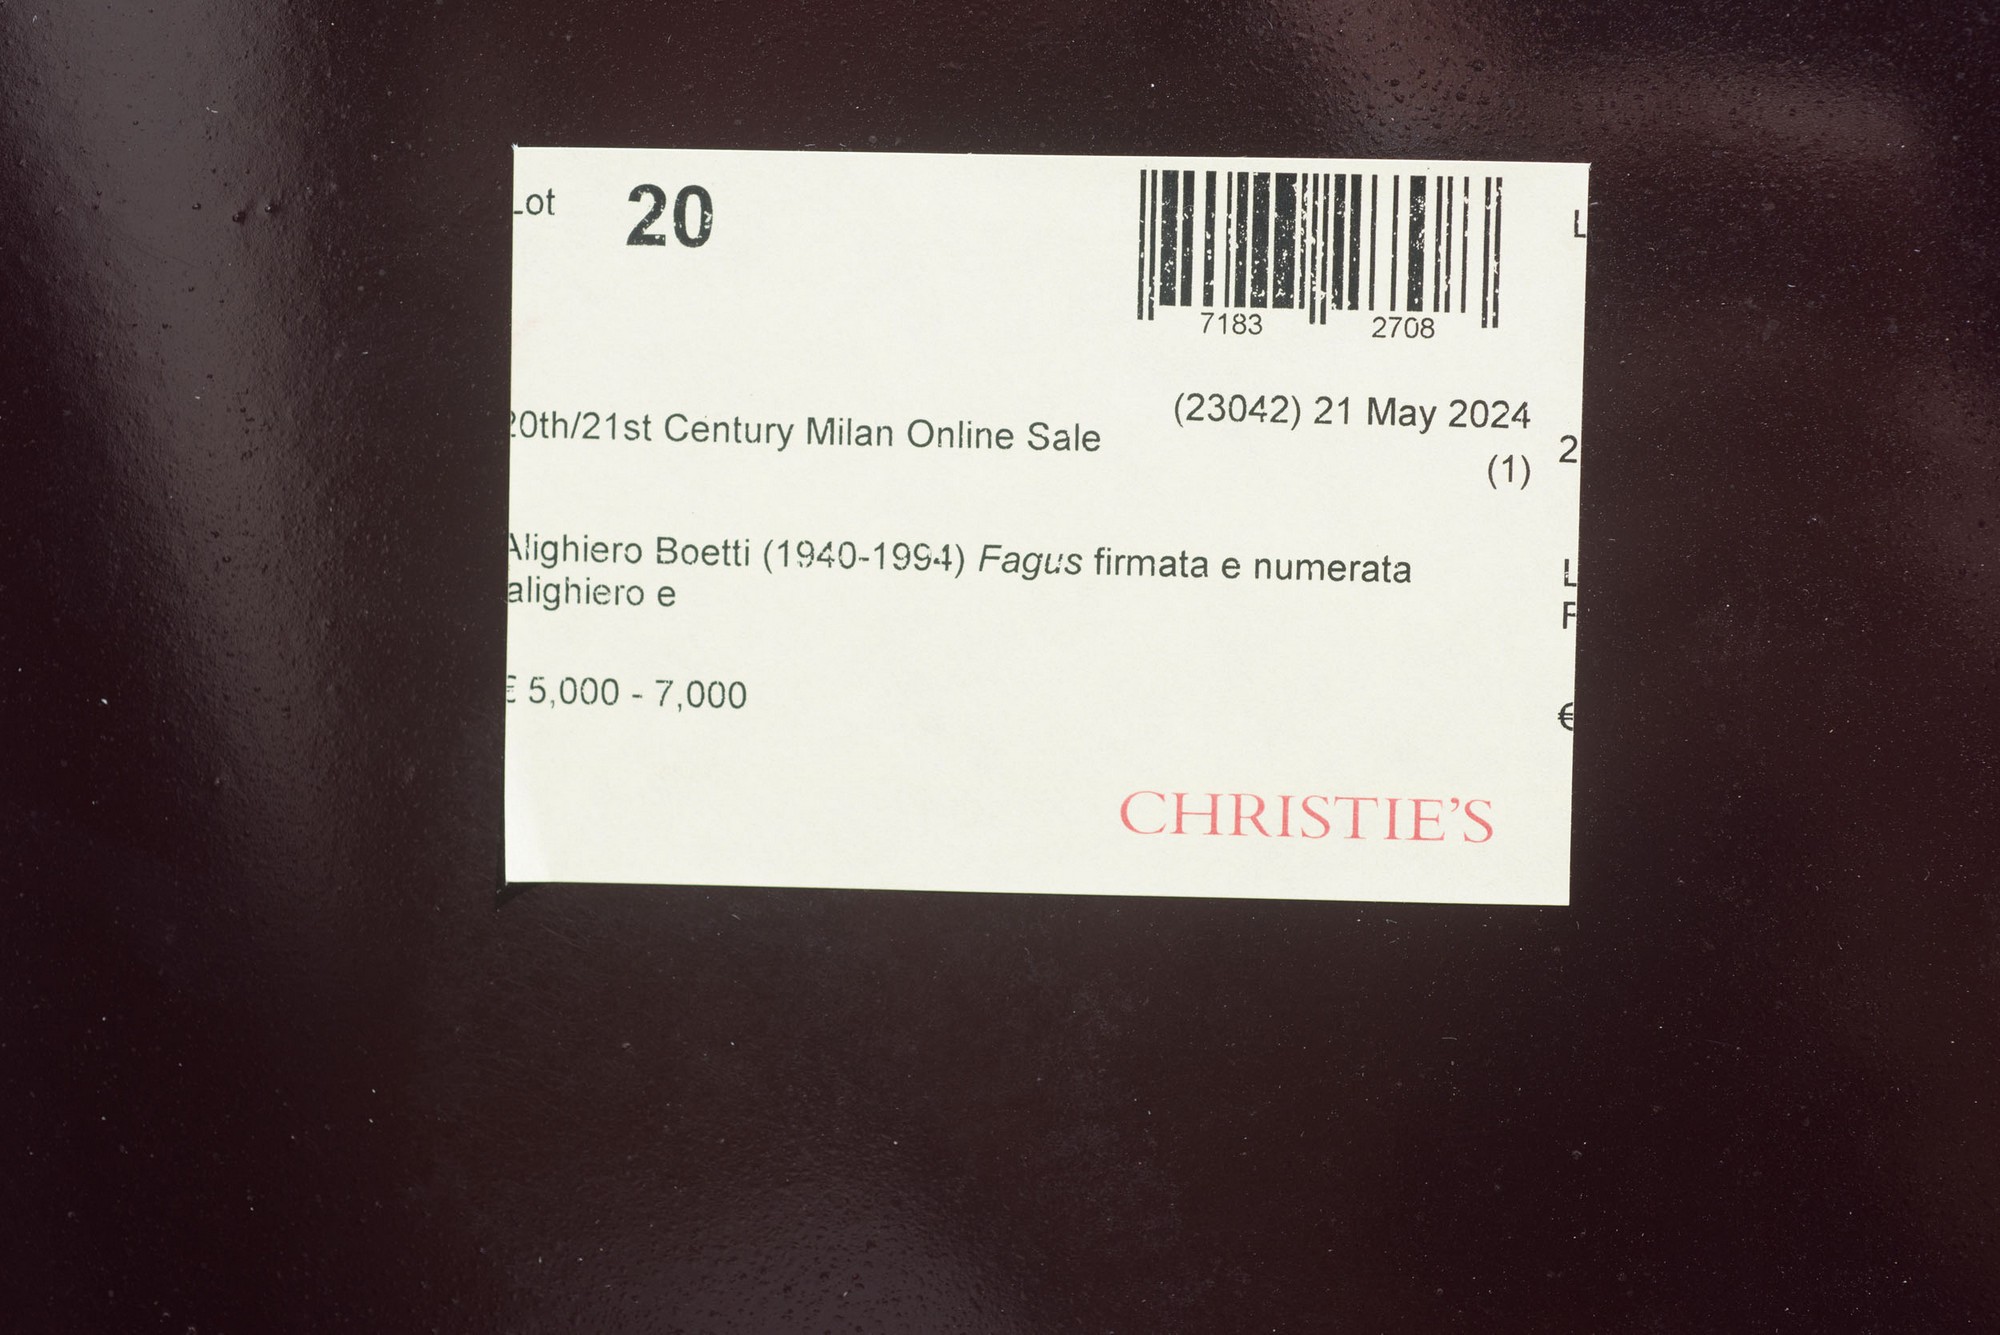 Lot 20
7183 2708
20th/21st Century Milan Online Sale
(23042) 21 May 2024
(1)
Alighiero Boetti (1940-1994) Fagus firmata e numerata
alighiero e
€ 5,000 - 7,000
CHRISTIE'S
L
2
L
F
€